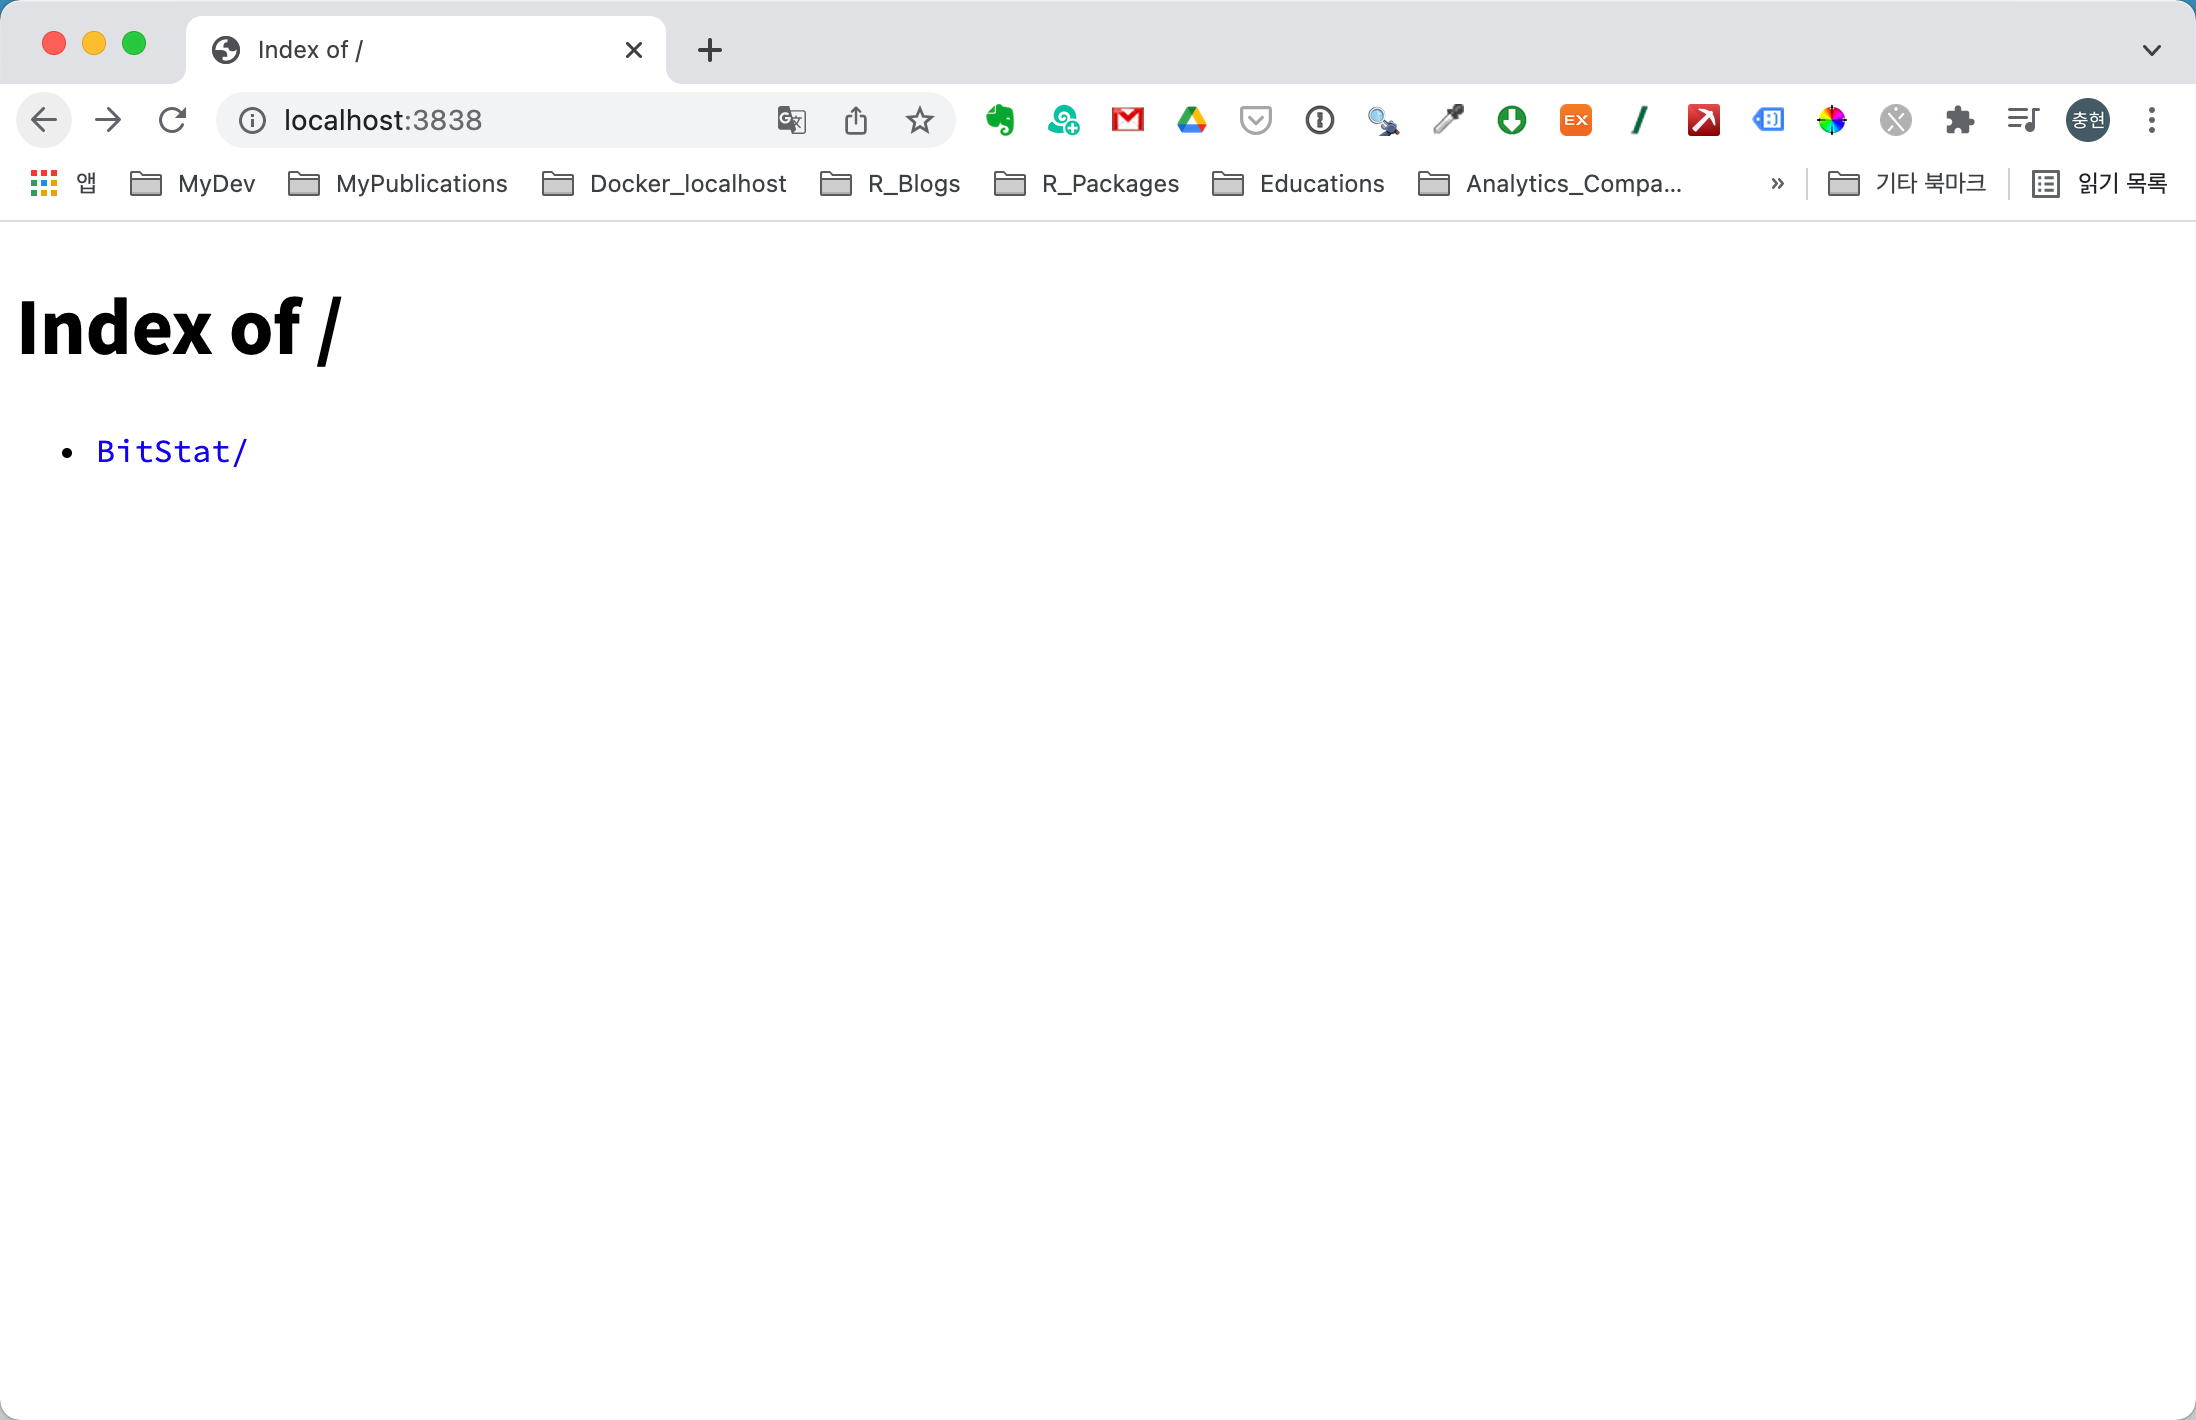 Index of /
localhost:3838
EX
충현
앱 MyDev MyPublications Docker_localhost R_Blogs R_Packages Educations Analytics_Compa... » 기타 북마크 읽기 목록
Index of /
• BitStat/